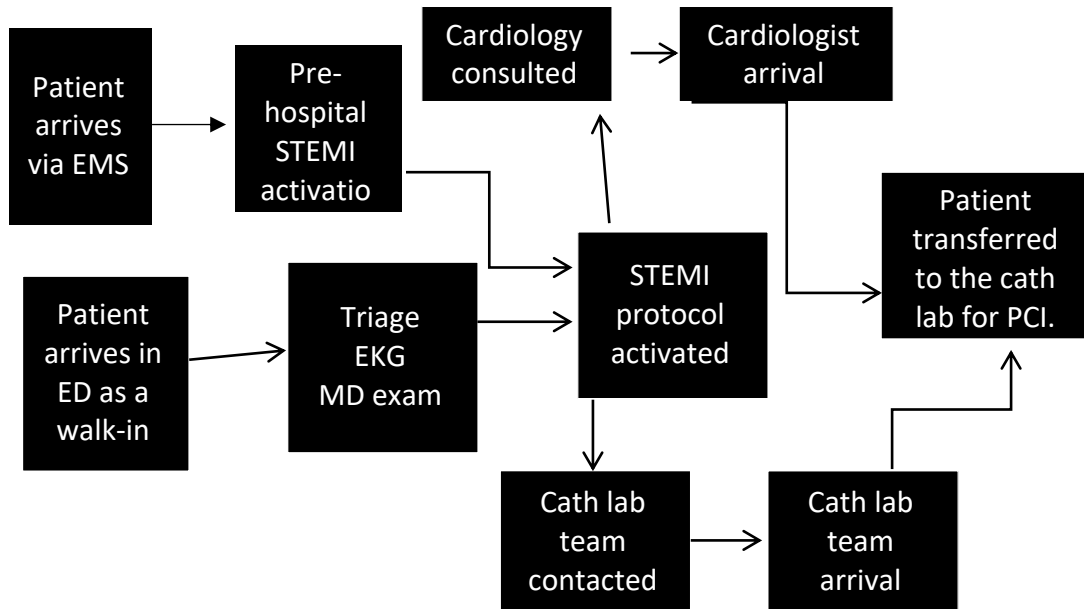 Patient
arrives
via EMS
Pre-
hospital
STEMI
activatio
Cardiology
consulted
Cardiologist
arrival
Patient
arrives in
ED as a
walk-in
Triage
EKG
MD exam
STEMI
protocol
activated
Patient
transferred
to the cath
lab for PCI.
Cath lab
team
contacted
Cath lab
team
arrival